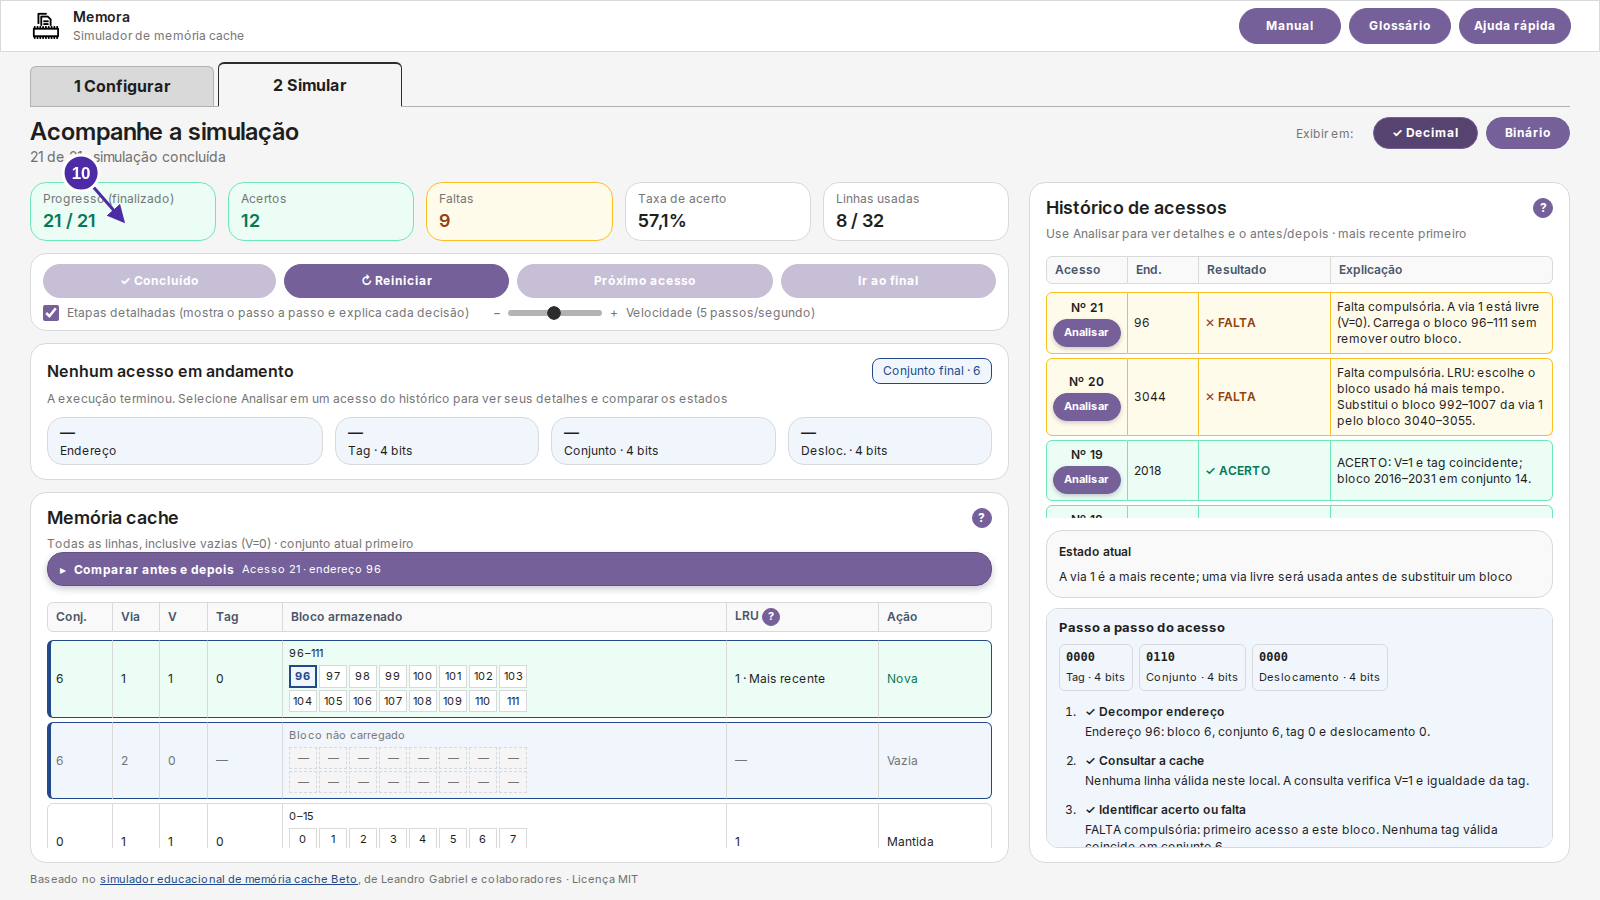 Memora
Simulador de memória cache
Manual
Glossário
Ajuda rápida
1 Configurar
2 Simular
Acompanhe a simulação
21 de 21 · simulação concluída
Exibir em:
✓ Decimal
Binário
10
Progresso (finalizado)
21 / 21
Acertos
12
Faltas
9
Taxa de acerto
57,1%
Linhas usadas
8 / 32
✓ Concluído
↻ Reiniciar
Próximo acesso
Ir ao final
Etapas detalhadas (mostra o passo a passo e explica cada decisão)
− + Velocidade (5 passos/segundo)
Nenhum acesso em andamento
Conjunto final · 6
A execução terminou. Selecione Analisar em um acesso do histórico para ver seus detalhes e comparar os estados
—
Endereço
—
Tag · 4 bits
—
Conjunto · 4 bits
—
Desloc. · 4 bits
Memória cache
?
Todas as linhas, inclusive vazias (V=0) · conjunto atual primeiro
▸ Comparar antes e depois Acesso 21 · endereço 96
Conj. Via V Tag Bloco armazenado LRU ? Ação
96–111
6 1 1 0 96 97 98 99 100 101 102 103 1 · Mais recente Nova
104 105 106 107 108 109 110 111
Bloco não carregado
6 2 0 — — — — — — — — — — Vazia
— — — — — — — —
0–15
0 1 1 0 0 1 2 3 4 5 6 7 1 Mantida
Histórico de acessos
?
Use Analisar para ver detalhes e o antes/depois · mais recente primeiro
Acesso End. Resultado Explicação
Nº 21
Analisar
96
✕ FALTA
Falta compulsória. A via 1 está livre
(V=0). Carrega o bloco 96–111 sem
remover outro bloco.
Nº 20
Analisar
3044
✕ FALTA
Falta compulsória. LRU: escolhe o
bloco usado há mais tempo.
Substitui o bloco 992–1007 da via 1
pelo bloco 3040–3055.
Nº 19
Analisar
2018
✓ ACERTO
ACERTO: V=1 e tag coincidente;
bloco 2016–2031 em conjunto 14.
Nº 18
Estado atual
A via 1 é a mais recente; uma via livre será usada antes de substituir um bloco
Passo a passo do acesso
0000
Tag · 4 bits
0110
Conjunto · 4 bits
0000
Deslocamento · 4 bits
1. ✓ Decompor endereço
Endereço 96: bloco 6, conjunto 6, tag 0 e deslocamento 0.
2. ✓ Consultar a cache
Nenhuma linha válida neste local. A consulta verifica V=1 e igualdade da tag.
3. ✓ Identificar acerto ou falta
FALTA compulsória: primeiro acesso a este bloco. Nenhuma tag válida
coincide em conjunto 6.
Baseado no simulador educacional de memória cache Beto, de Leandro Gabriel e colaboradores · Licença MIT